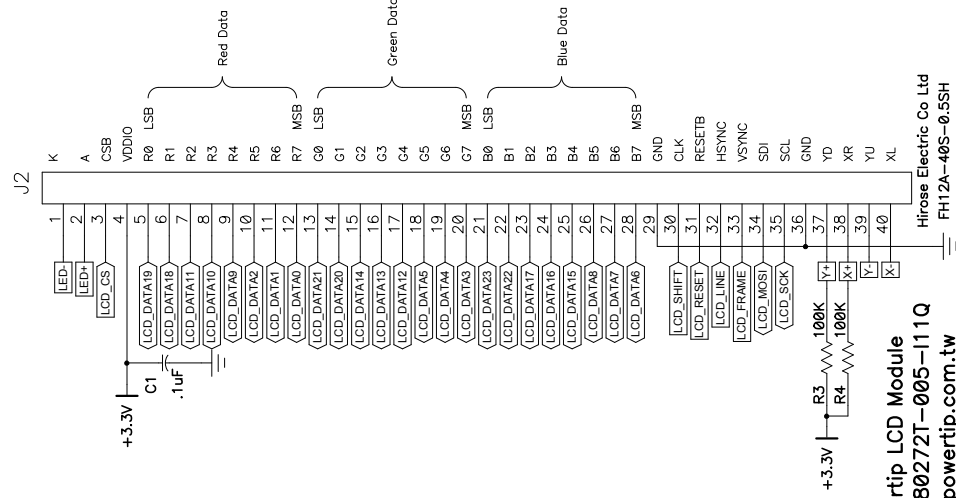 J2
1 K
2 A
3 CSB
4 VDDIO
5 R0 LSB
6 R1
7 R2
8 R3
9 R4
10 R5
11 R6
12 R7 MSB
13 G0 LSB
14 G1
15 G2
16 G3
17 G4
18 G5
19 G6
20 G7 MSB
21 B0 LSB
22 B1
23 B2
24 B3
25 B4
26 B5
27 B6
28 B7 MSB
29 GND
30 CLK
31 RESETB
32 HSYNC
33 VSYNC
34 SDI
35 SCL
36 GND
37 YD
38 XR
39 YU
40 XL
Red Data
Green Data
Blue Data
LED-
LED+
LCD_CS
LCD_DATA19
LCD_DATA18
LCD_DATA11
LCD_DATA10
LCD_DATA9
LCD_DATA2
LCD_DATA1
LCD_DATA0
LCD_DATA21
LCD_DATA20
LCD_DATA14
LCD_DATA13
LCD_DATA12
LCD_DATA5
LCD_DATA4
LCD_DATA3
LCD_DATA23
LCD_DATA22
LCD_DATA17
LCD_DATA16
LCD_DATA15
LCD_DATA8
LCD_DATA7
LCD_DATA6
LCD_SHIFT
LCD_RESET
LCD_LINE
LCD_FRAME
LCD_MOSI
LCD_SCK
Y+
X+
Y-
X-
+3.3V
C1
.1uF
+3.3V
R3 100K
R4 100K
Hirose Electric Co Ltd
FH12A-40S-0.5SH
rtip LCD Module
80272T-005-I11Q
powertip.com.tw